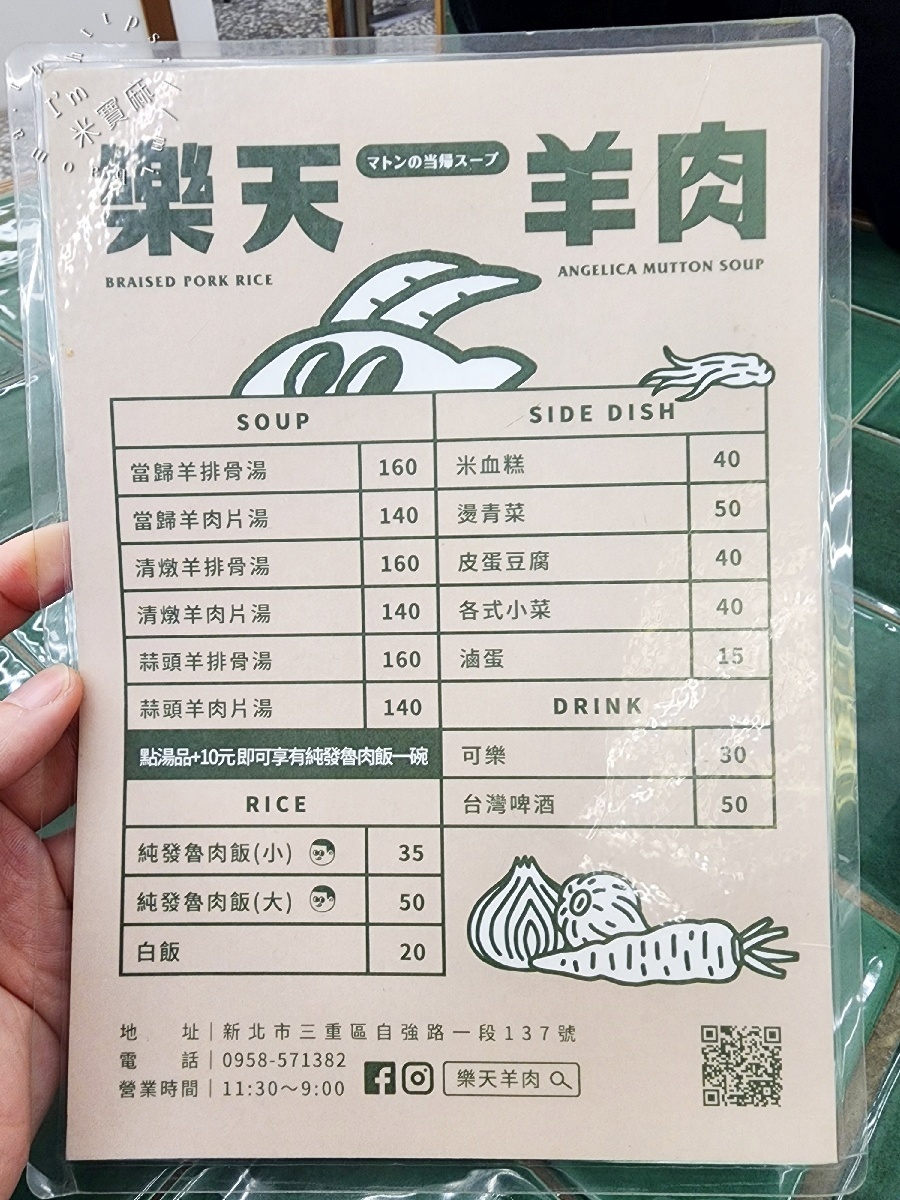 I'm
米寶麻
樂天 マトンの当帰スープ 羊肉
BRAISED PORK RICE
ANGELICA MUTTON SOUP
SOUP
當歸羊排骨湯 160
當歸羊肉片湯 140
清燉羊排骨湯 160
清燉羊肉片湯 140
蒜頭羊排骨湯 160
蒜頭羊肉片湯 140
點湯品+10元即可享有純發魯肉飯一碗
RICE
純發魯肉飯(小) 35
純發魯肉飯(大) 50
白飯 20
SIDE DISH
米血糕 40
燙青菜 50
皮蛋豆腐 40
各式小菜 40
滷蛋 15
DRINK
可樂 30
台灣啤酒 50
地址｜新北市三重區自強路一段137號
電話｜0958-571382
營業時間｜11:30～9:00
樂天羊肉